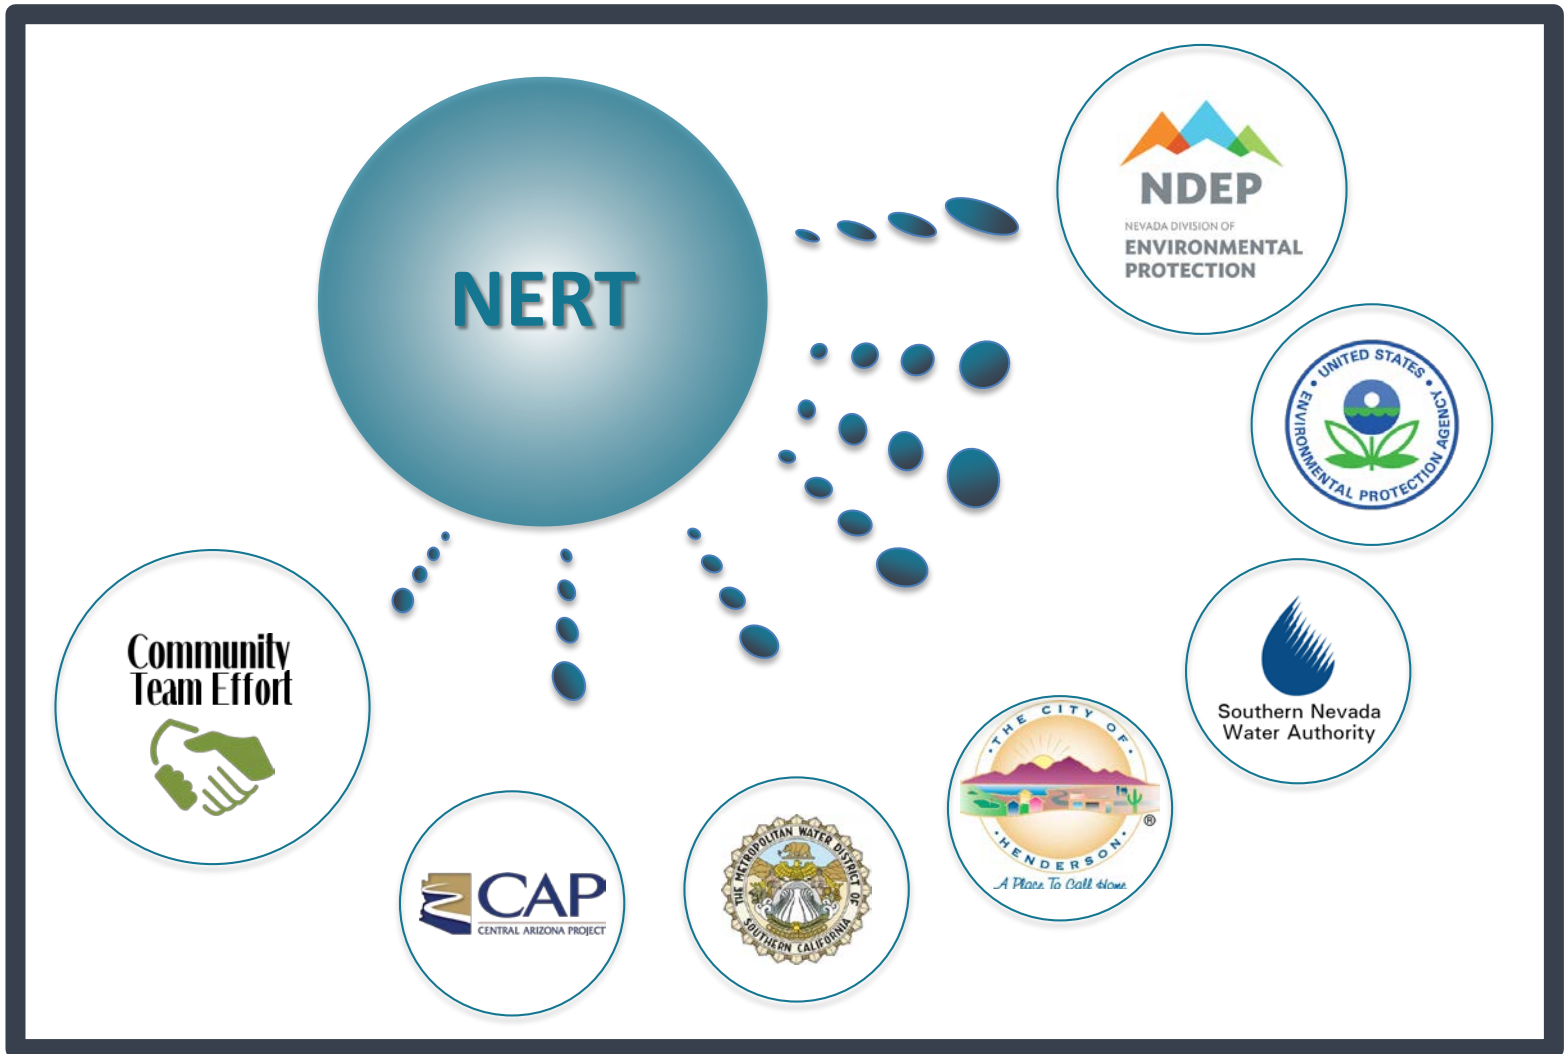 NERT
NDEP
NEVADA DIVISION OF
ENVIRONMENTAL
PROTECTION
UNITED STATES
ENVIRONMENTAL PROTECTION AGENCY
Southern Nevada
Water Authority
THE CITY OF
HENDERSON
®
A Place To Call Home
THE METROPOLITAN WATER DISTRICT OF
SOUTHERN CALIFORNIA
CAP
CENTRAL ARIZONA PROJECT
Community
Team Effort